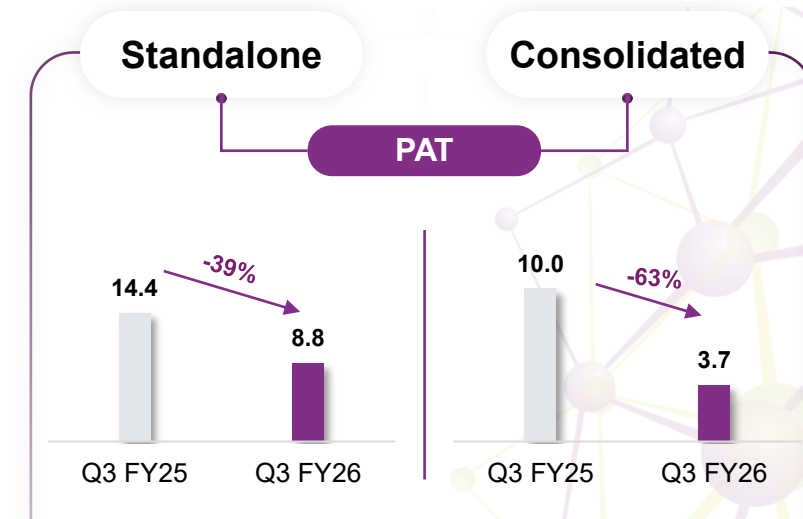 Standalone
Consolidated
PAT
-39%
14.4
8.8
Q3 FY25
Q3 FY26
10.0
-63%
3.7
Q3 FY25
Q3 FY26